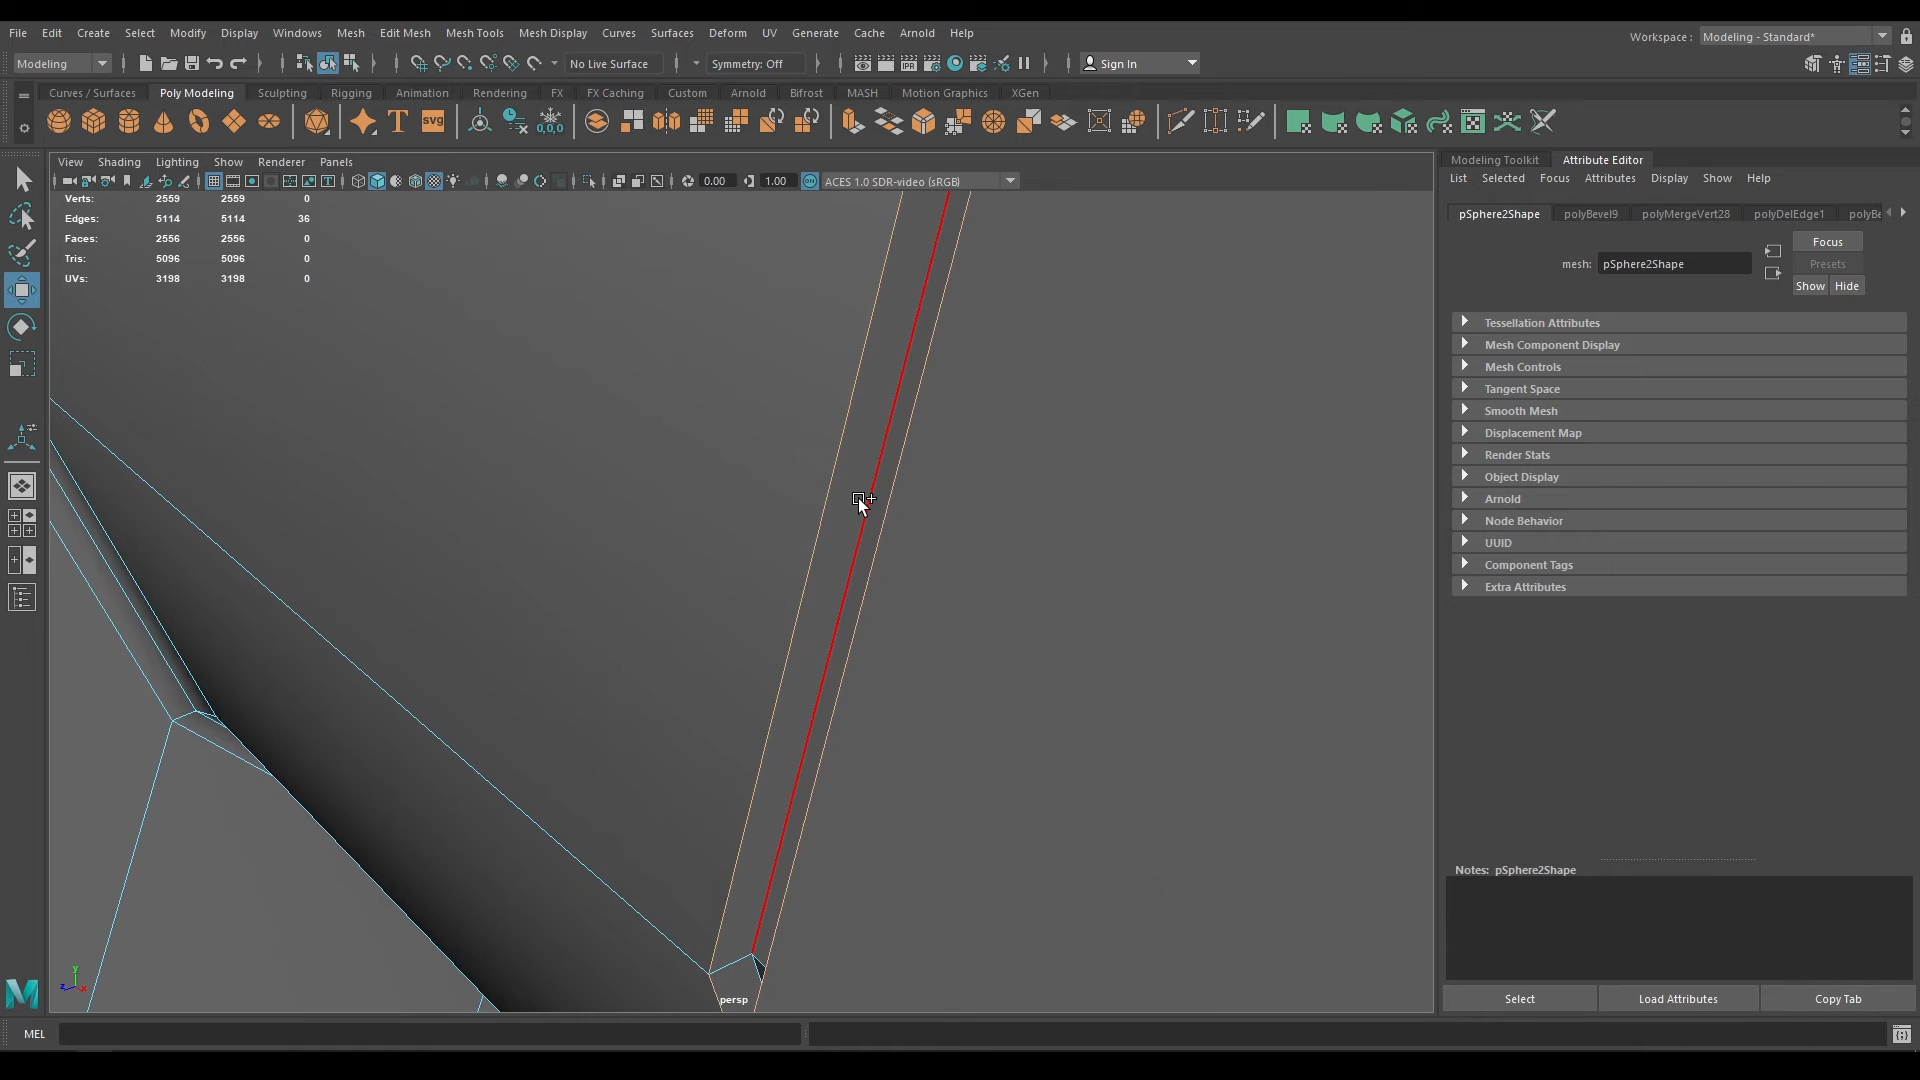 File Edit Create Select Modify Display Windows Mesh Edit Mesh Mesh Tools Mesh Display Curves Surfaces Deform UV Generate Cache Arnold Help
Workspace : Modeling - Standard*
Modeling No Live Surface Symmetry: Off IPR Sign In
Curves / Surfaces Poly Modeling Sculpting Rigging Animation Rendering FX FX Caching Custom Arnold Bifrost MASH Motion Graphics XGen
T svg 0,0,0
View Shading Lighting Show Renderer Panels
0.00 1.00 ON ACES 1.0 SDR-video (sRGB)
Verts: 2559 2559 0
Edges: 5114 5114 36
Faces: 2556 2556 0
Tris: 5096 5096 0
UVs: 3198 3198 0
y
z x
persp
Modeling Toolkit Attribute Editor
List Selected Focus Attributes Display Show Help
pSphere2Shape polyBevel9 polyMergeVert28 polyDelEdge1 polyBe
Focus
mesh: pSphere2Shape
Presets
Show Hide
Tessellation Attributes
Mesh Component Display
Mesh Controls
Tangent Space
Smooth Mesh
Displacement Map
Render Stats
Object Display
Arnold
Node Behavior
UUID
Component Tags
Extra Attributes
Notes: pSphere2Shape
Select Load Attributes Copy Tab
M
MEL